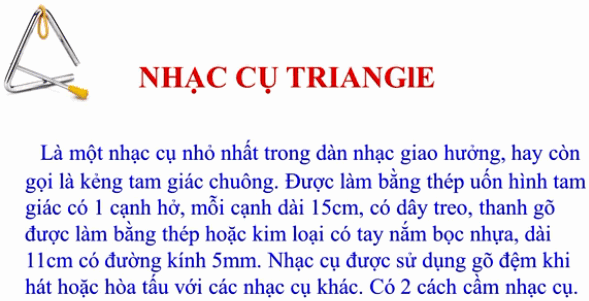 NHẠC CỤ TRIANGlE
Là một nhạc cụ nhỏ nhất trong dàn nhạc giao hưởng, hay còn
gọi là kẻng tam giác chuông. Được làm bằng thép uốn hình tam
giác có 1 cạnh hở, mỗi cạnh dài 15cm, có dây treo, thanh gõ
được làm bằng thép hoặc kim loại có tay nắm bọc nhựa, dài
11cm có đường kính 5mm. Nhạc cụ được sử dụng gõ đệm khi
hát hoặc hòa tấu với các nhạc cụ khác. Có 2 cách cầm nhạc cụ.